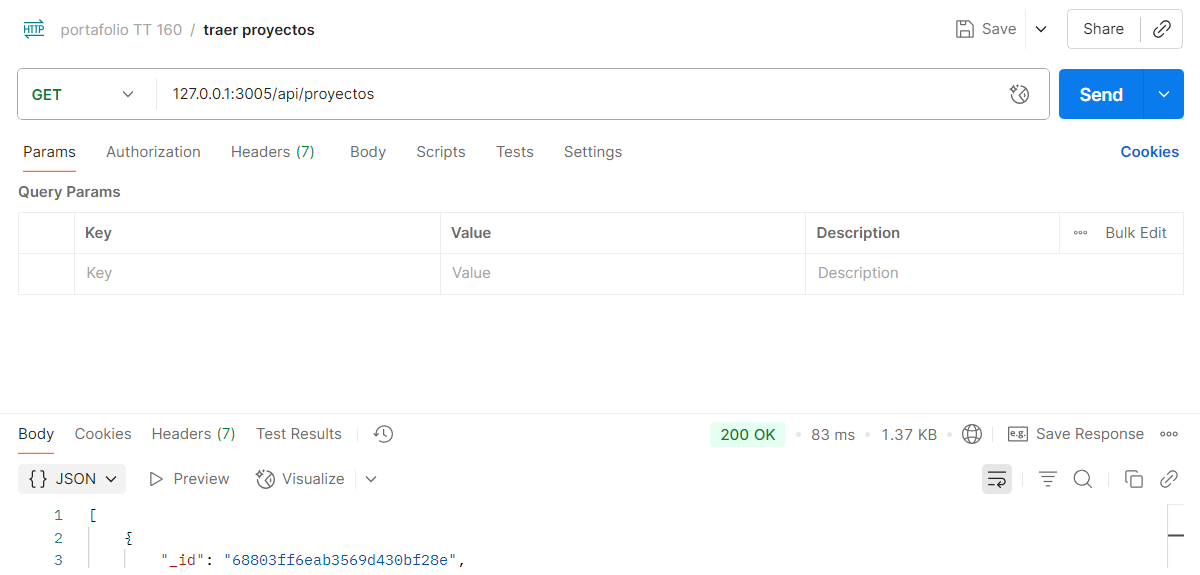 HTTP portafolio TT 160 / traer proyectos Save Share
GET 127.0.0.1:3005/api/proyectos Send
Params Authorization Headers (7) Body Scripts Tests Settings Cookies
Query Params
Key Value Description Bulk Edit
Key Value Description
Body Cookies Headers (7) Test Results 200 OK 83 ms 1.37 KB e.g. Save Response
{} JSON Preview Visualize
1 [
2 {
3 "_id": "68803ff6eab3569d430bf28e",